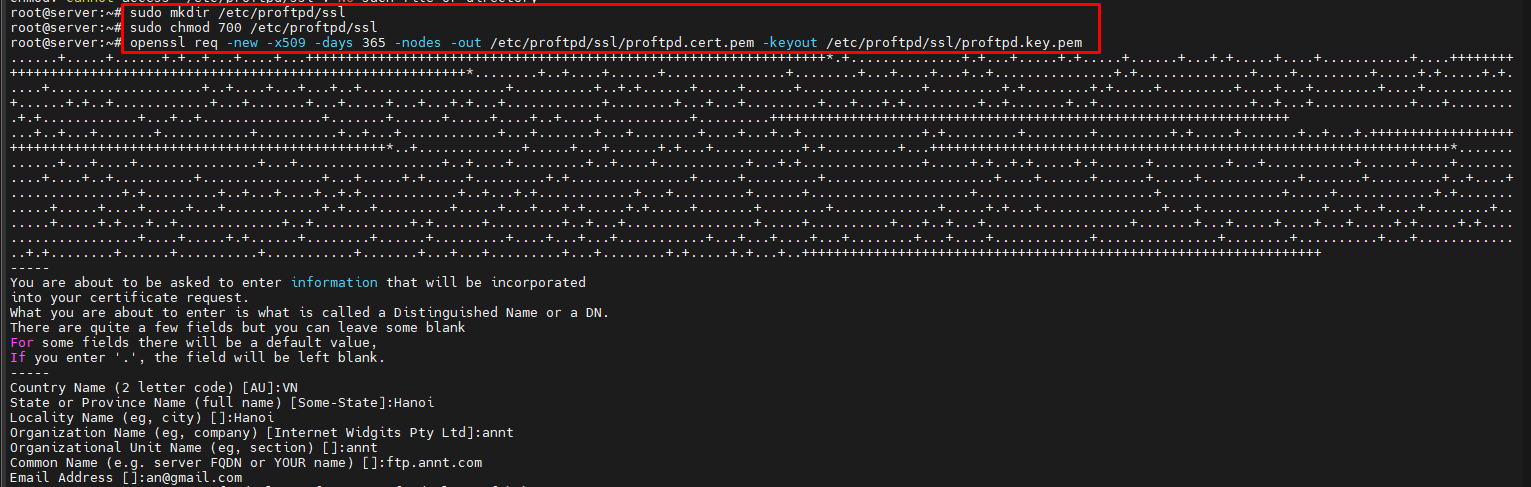 root@server:~# sudo mkdir /etc/proftpd/ssl
root@server:~# sudo chmod 700 /etc/proftpd/ssl
root@server:~# openssl req -new -x509 -days 365 -nodes -out /etc/proftpd/ssl/proftpd.cert.pem -keyout /etc/proftpd/ssl/proftpd.key.pem
-----
You are about to be asked to enter information that will be incorporated
into your certificate request.
What you are about to enter is what is called a Distinguished Name or a DN.
There are quite a few fields but you can leave some blank
For some fields there will be a default value,
If you enter '.', the field will be left blank.
-----
Country Name (2 letter code) [AU]:VN
State or Province Name (full name) [Some-State]:Hanoi
Locality Name (eg, city) []:Hanoi
Organization Name (eg, company) [Internet Widgits Pty Ltd]:annt
Organizational Unit Name (eg, section) []:annt
Common Name (e.g. server FQDN or YOUR name) []:ftp.annt.com
Email Address []:an@gmail.com